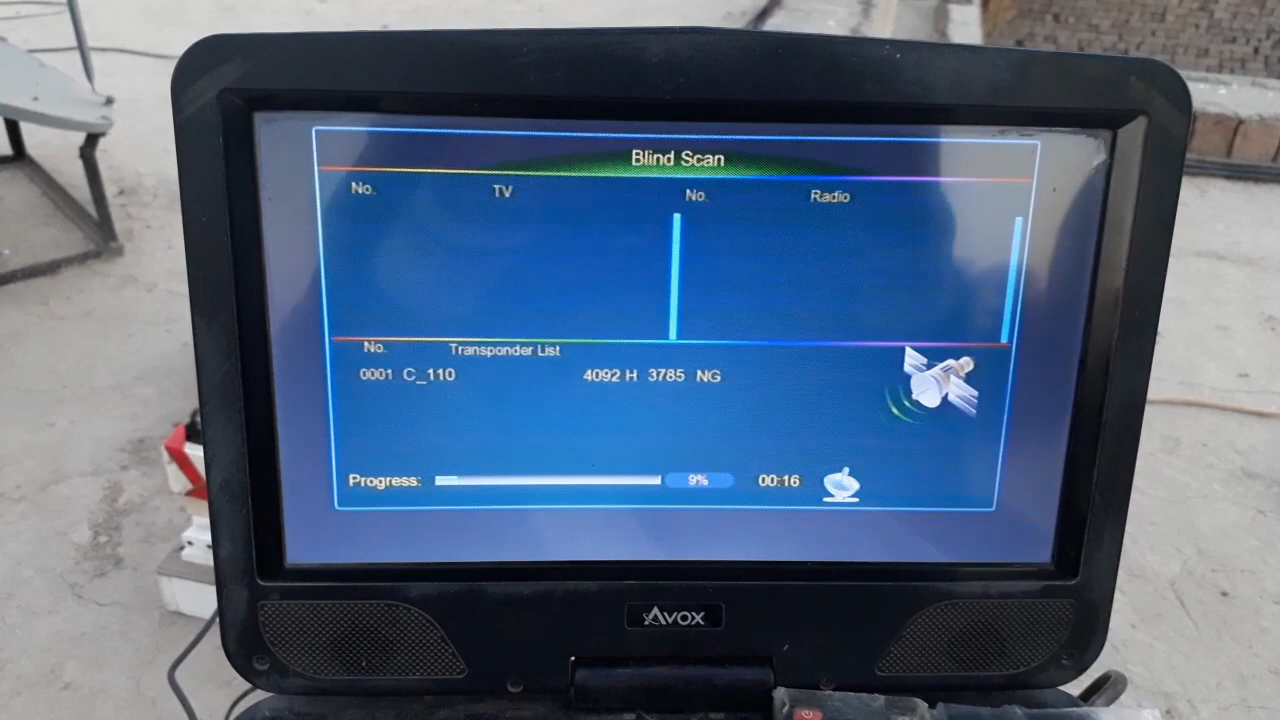 Blind Scan
No. TV No. Radio
No. Transponder List
0001 C_110 4092 H 3785 NG
Progress: 9% 00:16
AVOX